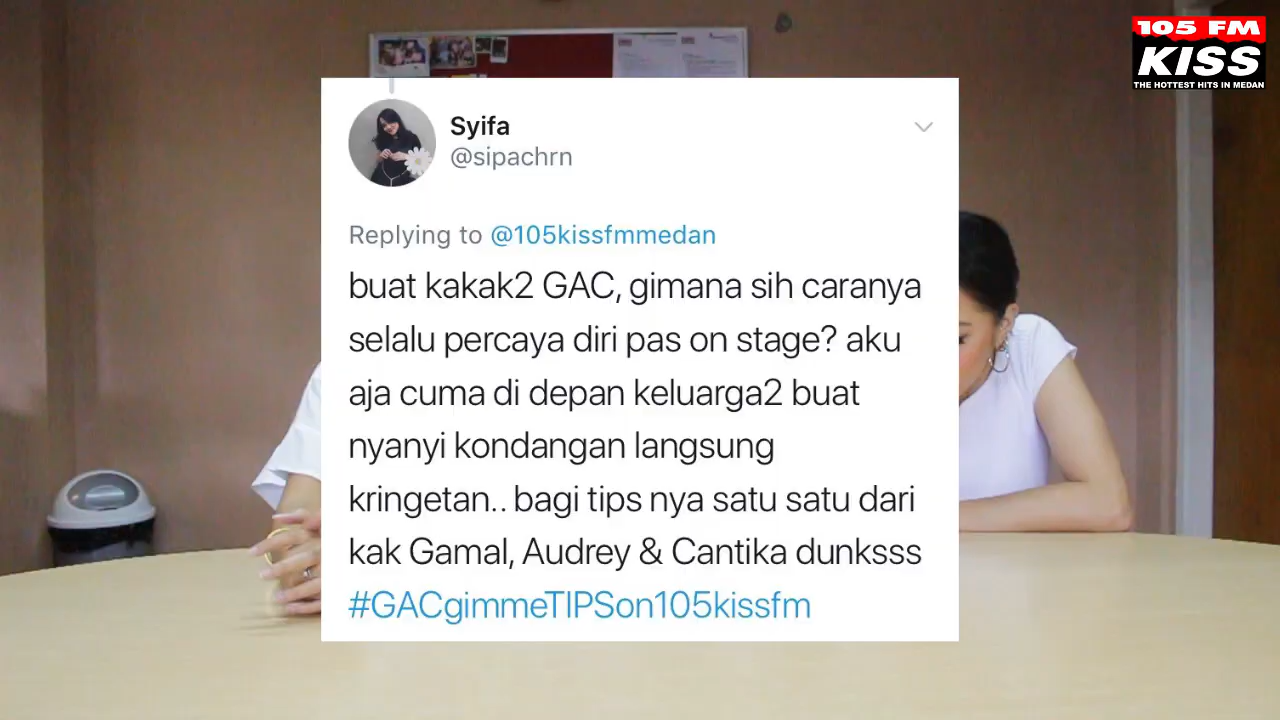 105 FM
KISS
THE HOTTEST HITS IN MEDAN
Syifa
@sipachrn
Replying to @105kissfmmedan
buat kakak2 GAC, gimana sih caranya
selalu percaya diri pas on stage? aku
aja cuma di depan keluarga2 buat
nyanyi kondangan langsung
kringetan.. bagi tips nya satu satu dari
kak Gamal, Audrey & Cantika dunksss
#GACgimmeTIPSon105kissfm